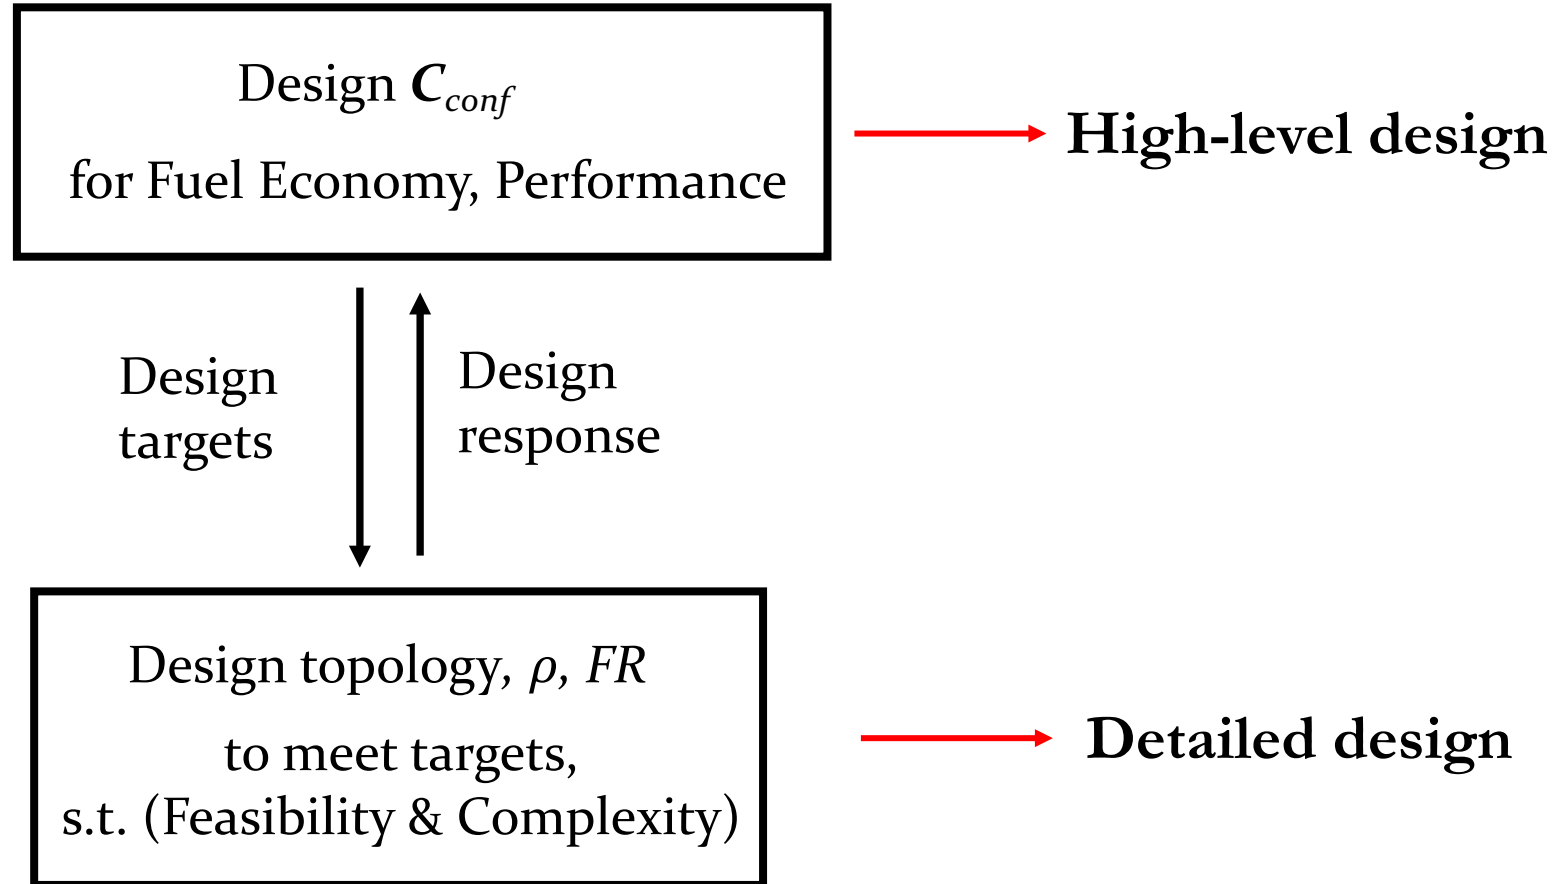 Design C_conf
for Fuel Economy, Performance
High-level design
Design
targets
Design
response
Design topology, ρ, FR
to meet targets,
s.t. (Feasibility & Complexity)
Detailed design